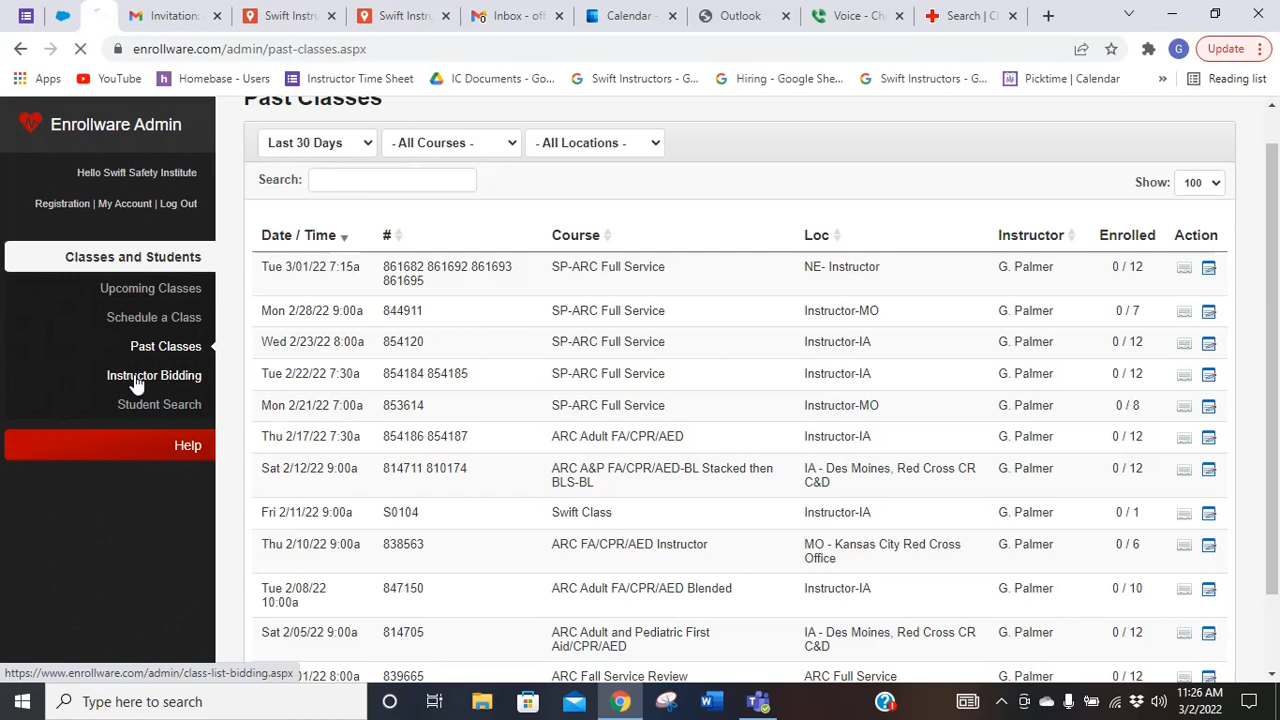 Invitation:
Swift Instru
Swift Instru
Inbox - off
Calendar -
Outlook
Voice - Ch
Search | Cl
enrollware.com/admin/past-classes.aspx
G
Update
Apps
YouTube
Homebase - Users
Instructor Time Sheet
IC Documents - Go...
Swift Instructors - G...
Hiring - Google She...
Swift Instructors - G...
Picktime | Calendar
»
Reading list
Enrollware Admin
Hello Swift Safety Institute
Registration | My Account | Log Out
Classes and Students
Upcoming Classes
Schedule a Class
Past Classes
Instructor Bidding
Student Search
Help
Past Classes
Last 30 Days
- All Courses -
- All Locations -
Search:
Show: 100
Date / Time # Course Loc Instructor Enrolled Action
Tue 3/01/22 7:15a 861682 861692 861693 SP-ARC Full Service NE- Instructor G. Palmer 0 / 12
861695
Mon 2/28/22 9:00a 844911 SP-ARC Full Service Instructor-MO G. Palmer 0 / 7
Wed 2/23/22 8:00a 854120 SP-ARC Full Service Instructor-IA G. Palmer 0 / 12
Tue 2/22/22 7:30a 854184 854185 SP-ARC Full Service Instructor-IA G. Palmer 0 / 12
Mon 2/21/22 7:00a 853614 SP-ARC Full Service Instructor-MO G. Palmer 0 / 8
Thu 2/17/22 7:30a 854186 854187 ARC Adult FA/CPR/AED Instructor-IA G. Palmer 0 / 12
Sat 2/12/22 9:00a 814711 810174 ARC A&P FA/CPR/AED-BL Stacked then IA - Des Moines, Red Cross CR G. Palmer 0 / 12
BLS-BL C&D
Fri 2/11/22 9:00a S0104 Swift Class Instructor-IA G. Palmer 0 / 1
Thu 2/10/22 9:00a 838563 ARC FA/CPR/AED Instructor MO - Kansas City Red Cross G. Palmer 0 / 6
Office
Tue 2/08/22 847150 ARC Adult FA/CPR/AED Blended Instructor-IA G. Palmer 0 / 10
10:00a
Sat 2/05/22 9:00a 814705 ARC Adult and Pediatric First IA - Des Moines, Red Cross CR G. Palmer 0 / 12
Aid/CPR/AED C&D
01/22 8:00a 839665 ARC Fall Service Review ARC Full Service G. Palmer 0 / 12
https://www.enrollware.com/admin/class-list-bidding.aspx
Type here to search
11:26 AM
3/2/2022